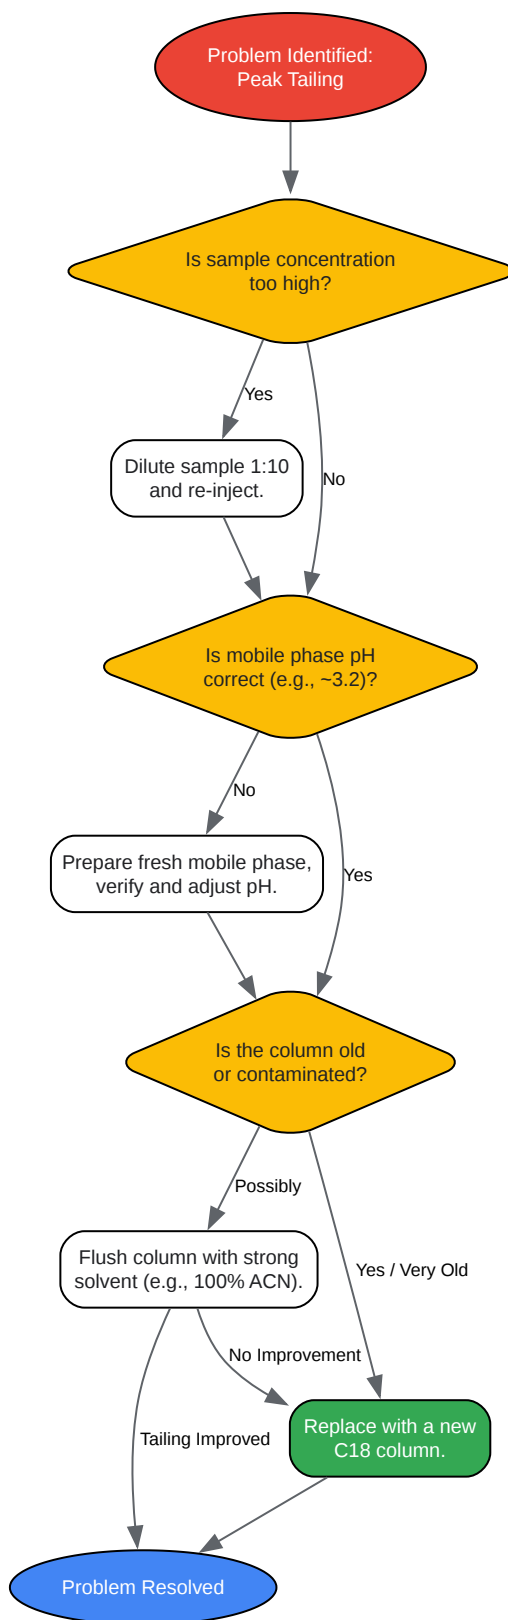 Problem Identified:
Peak Tailing
Is sample concentration
too high?
Yes
Dilute sample 1:10
and re-inject.
No
Is mobile phase pH
correct (e.g., ~3.2)?
No
Prepare fresh mobile phase,
verify and adjust pH.
Yes
Is the column old
or contaminated?
Possibly
Flush column with strong
solvent (e.g., 100% ACN).
Yes / Very Old
No Improvement
Tailing Improved
Replace with a new
C18 column.
Problem Resolved